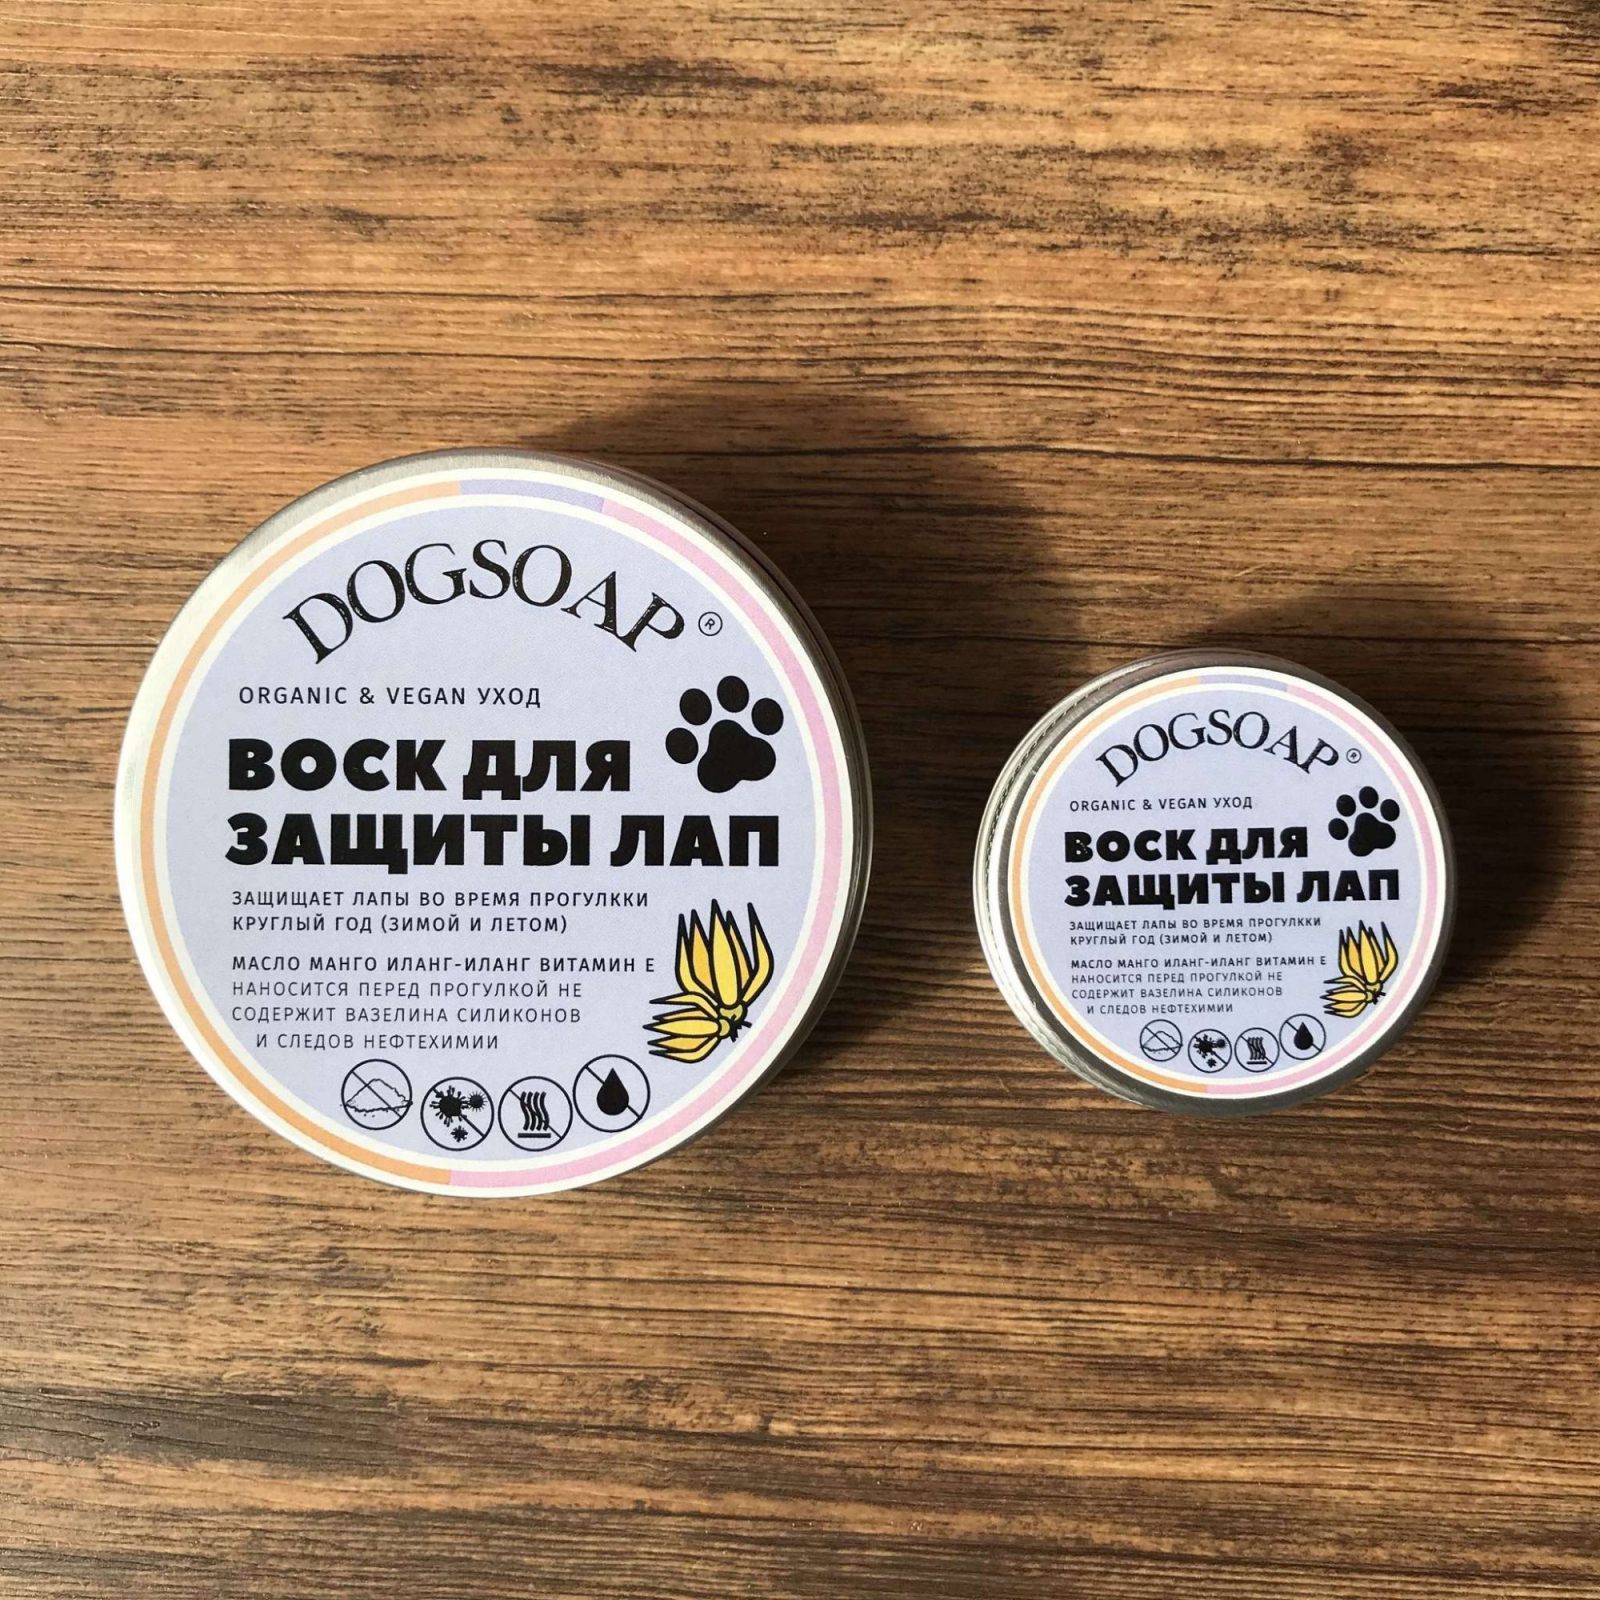 DOGSOAP®
ORGANIC & VEGAN УХОД
ВОСК ДЛЯ
ЗАЩИТЫ ЛАП
ЗАЩИЩАЕТ ЛАПЫ ВО ВРЕМЯ ПРОГУЛККИ
КРУГЛЫЙ ГОД (ЗИМОЙ И ЛЕТОМ)
МАСЛО МАНГО ИЛАНГ-ИЛАНГ ВИТАМИН Е
НАНОСИТСЯ ПЕРЕД ПРОГУЛКОЙ НЕ
СОДЕРЖИТ ВАЗЕЛИНА СИЛИКОНОВ
И СЛЕДОВ НЕФТЕХИМИИ
DOGSOAP®
ORGANIC & VEGAN УХОД
ВОСК ДЛЯ
ЗАЩИТЫ ЛАП
ЗАЩИЩАЕТ ЛАПЫ ВО ВРЕМЯ ПРОГУЛККИ
КРУГЛЫЙ ГОД (ЗИМОЙ И ЛЕТОМ)
МАСЛО МАНГО ИЛАНГ-ИЛАНГ ВИТАМИН Е
НАНОСИТСЯ ПЕРЕД ПРОГУЛКОЙ НЕ
СОДЕРЖИТ ВАЗЕЛИНА СИЛИКОНОВ
И СЛЕДОВ НЕФТЕХИМИИ